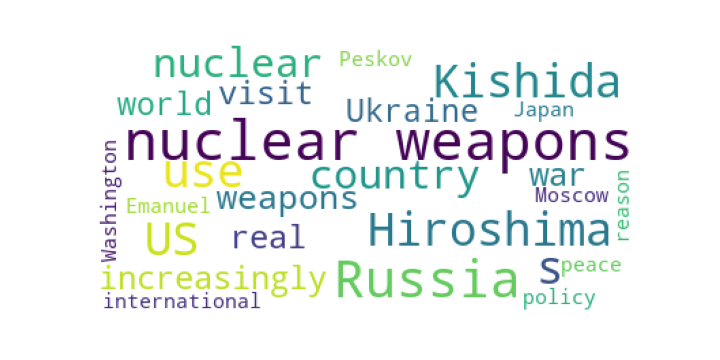 nuclear Peskov Kishida
world visit Ukraine Japan
nuclear weapons
Washington use country war reason
Emanuel weapons Moscow
US real Hiroshima
increasingly Russia s peace
international policy